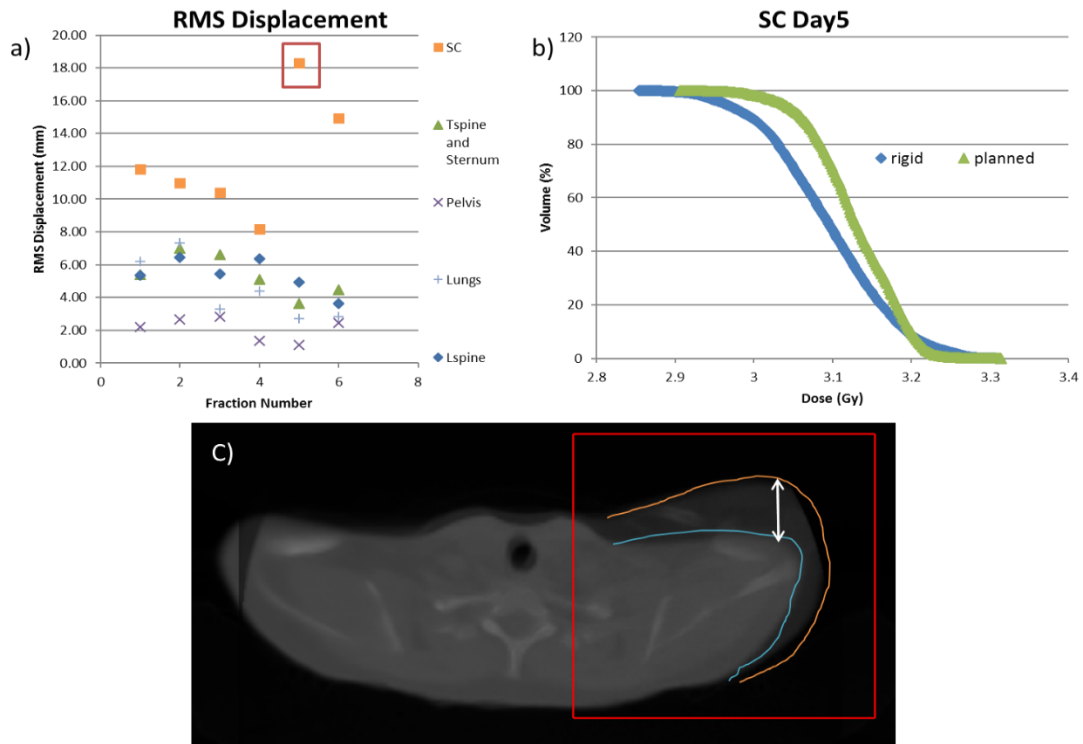 RMS Displacement
a)
20.00
18.00
16.00
14.00
12.00
10.00
8.00
6.00
4.00
2.00
0.00
RMS Displacement (mm)
0 2 4 6 8
Fraction Number
SC
Tspine
and
Sternum
Pelvis
Lungs
Lspine
SC Day5
b)
120
100
80
60
40
20
0
Volume (%)
rigid planned
2.8 2.9 3 3.1 3.2 3.3 3.4
Dose (Gy)
C)